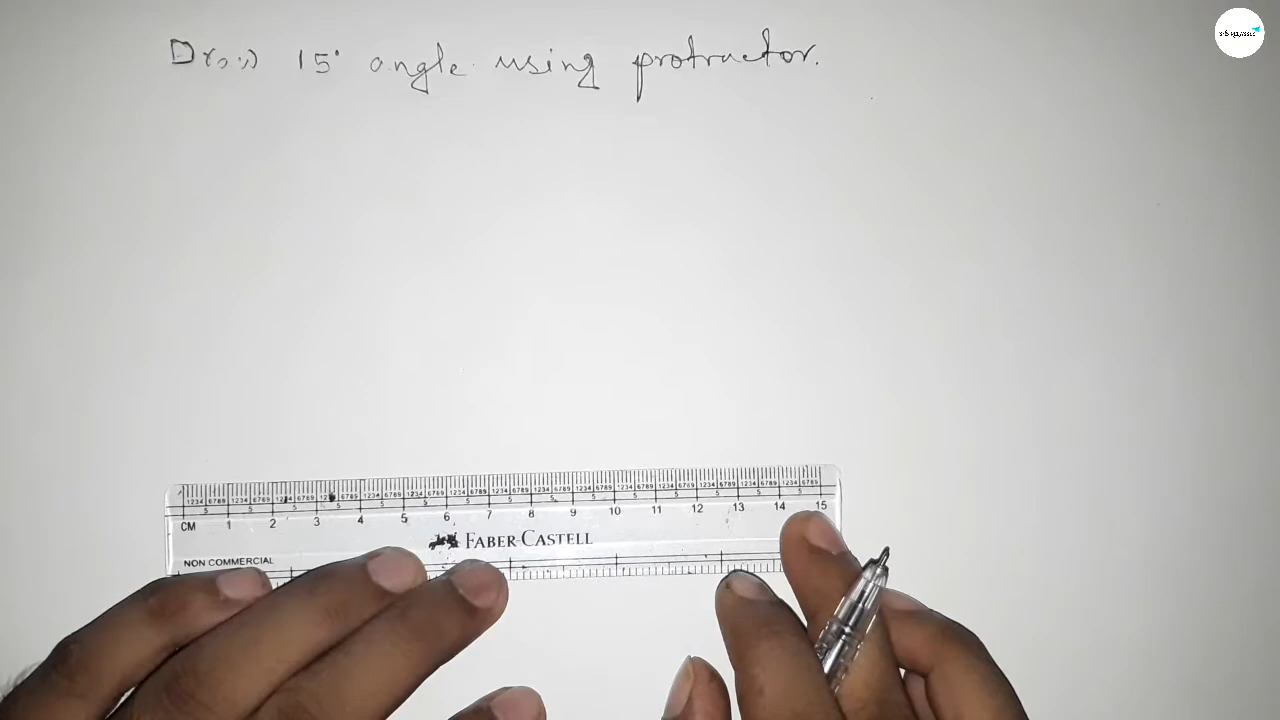 Draw 15° angle using protractor.
CM 1 2 3 4 5 6 7 8 9 10 11 12 13 14 15
FABER-CASTELL
NON COMMERCIAL